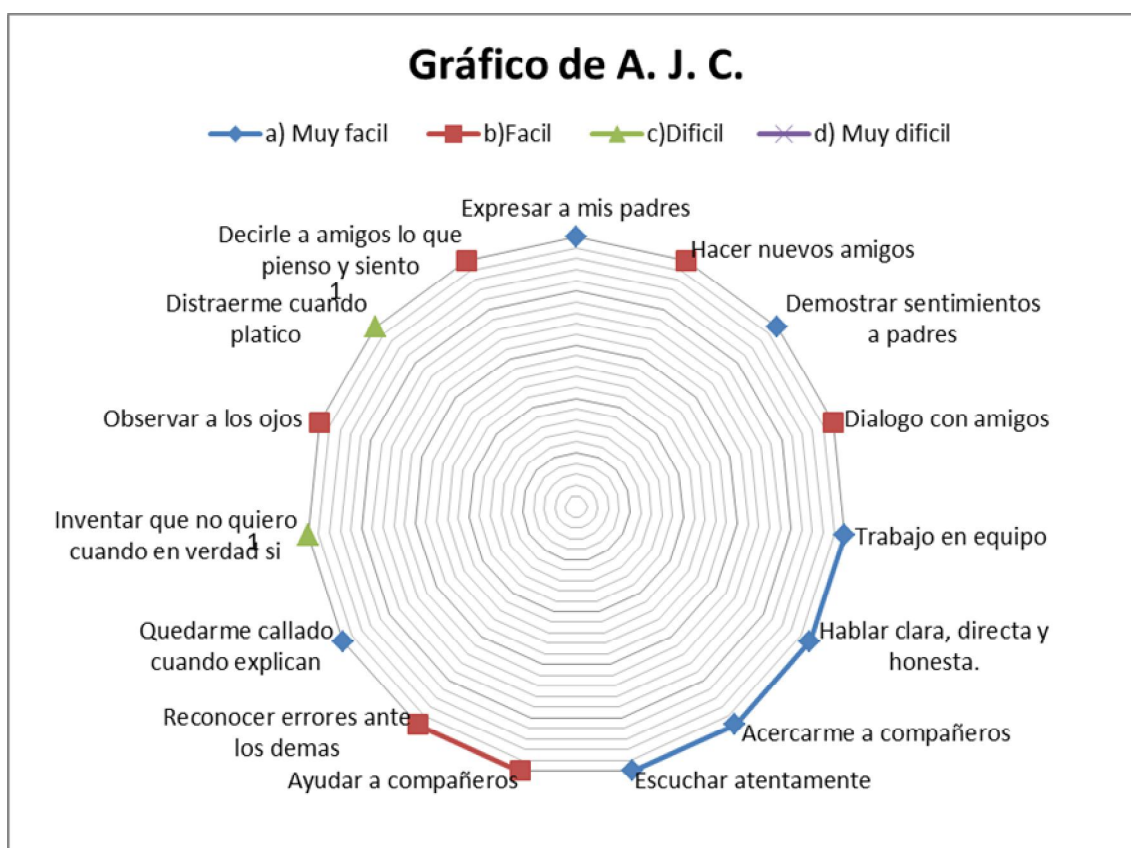 Gráfico de A. J. C.
a) Muy facil
b)Facil
c)Dificil
d) Muy dificil
Expresar a mis padres
Hacer nuevos amigos
Demostrar sentimientos
a padres
Dialogo con amigos
Trabajo en equipo
Hablar clara, directa y
honesta.
Acercarme a compañeros
Escuchar atentamente
Ayudar a compañeros
Reconocer errores ante
los demas
Quedarme callado
cuando explican
Inventar que no quiero
cuando en verdad si
1
Observar a los ojos
Distraerme cuando
platico
1
Decirle a amigos lo que
pienso y siento